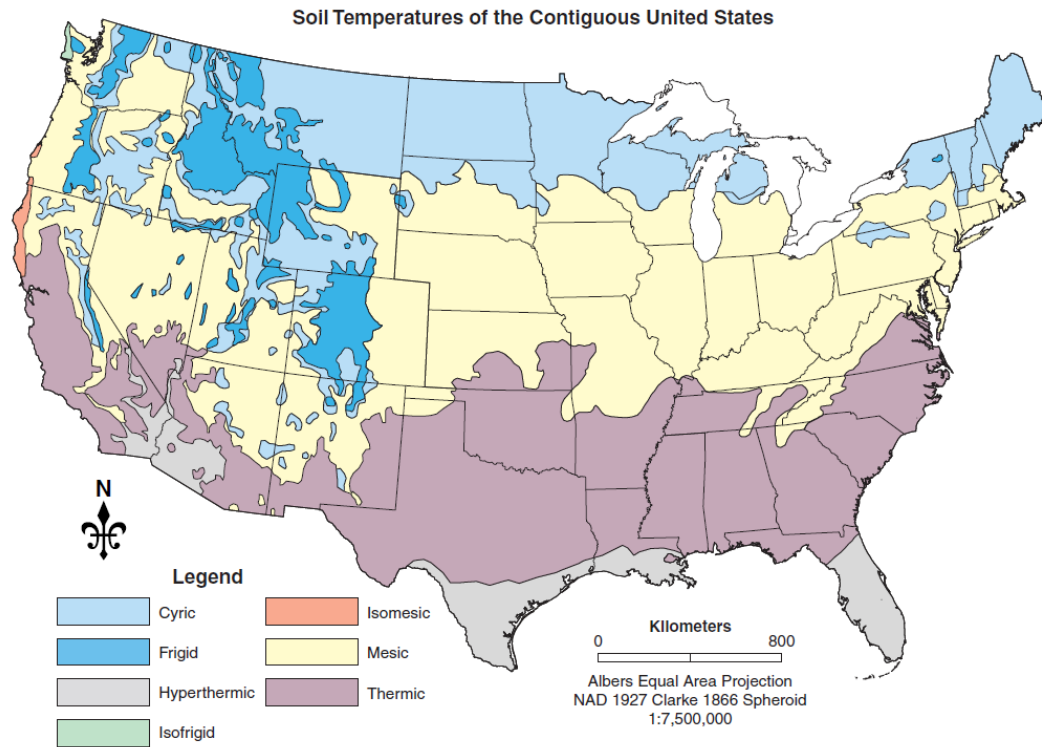 Soil Temperatures of the Contiguous United States
N
Legend
Cyric
Frigid
Hyperthermic
Isofrigid
Isomesic
Mesic
Thermic
Kilometers
0 800
Albers Equal Area Projection
NAD 1927 Clarke 1866 Spheroid
1:7,500,000